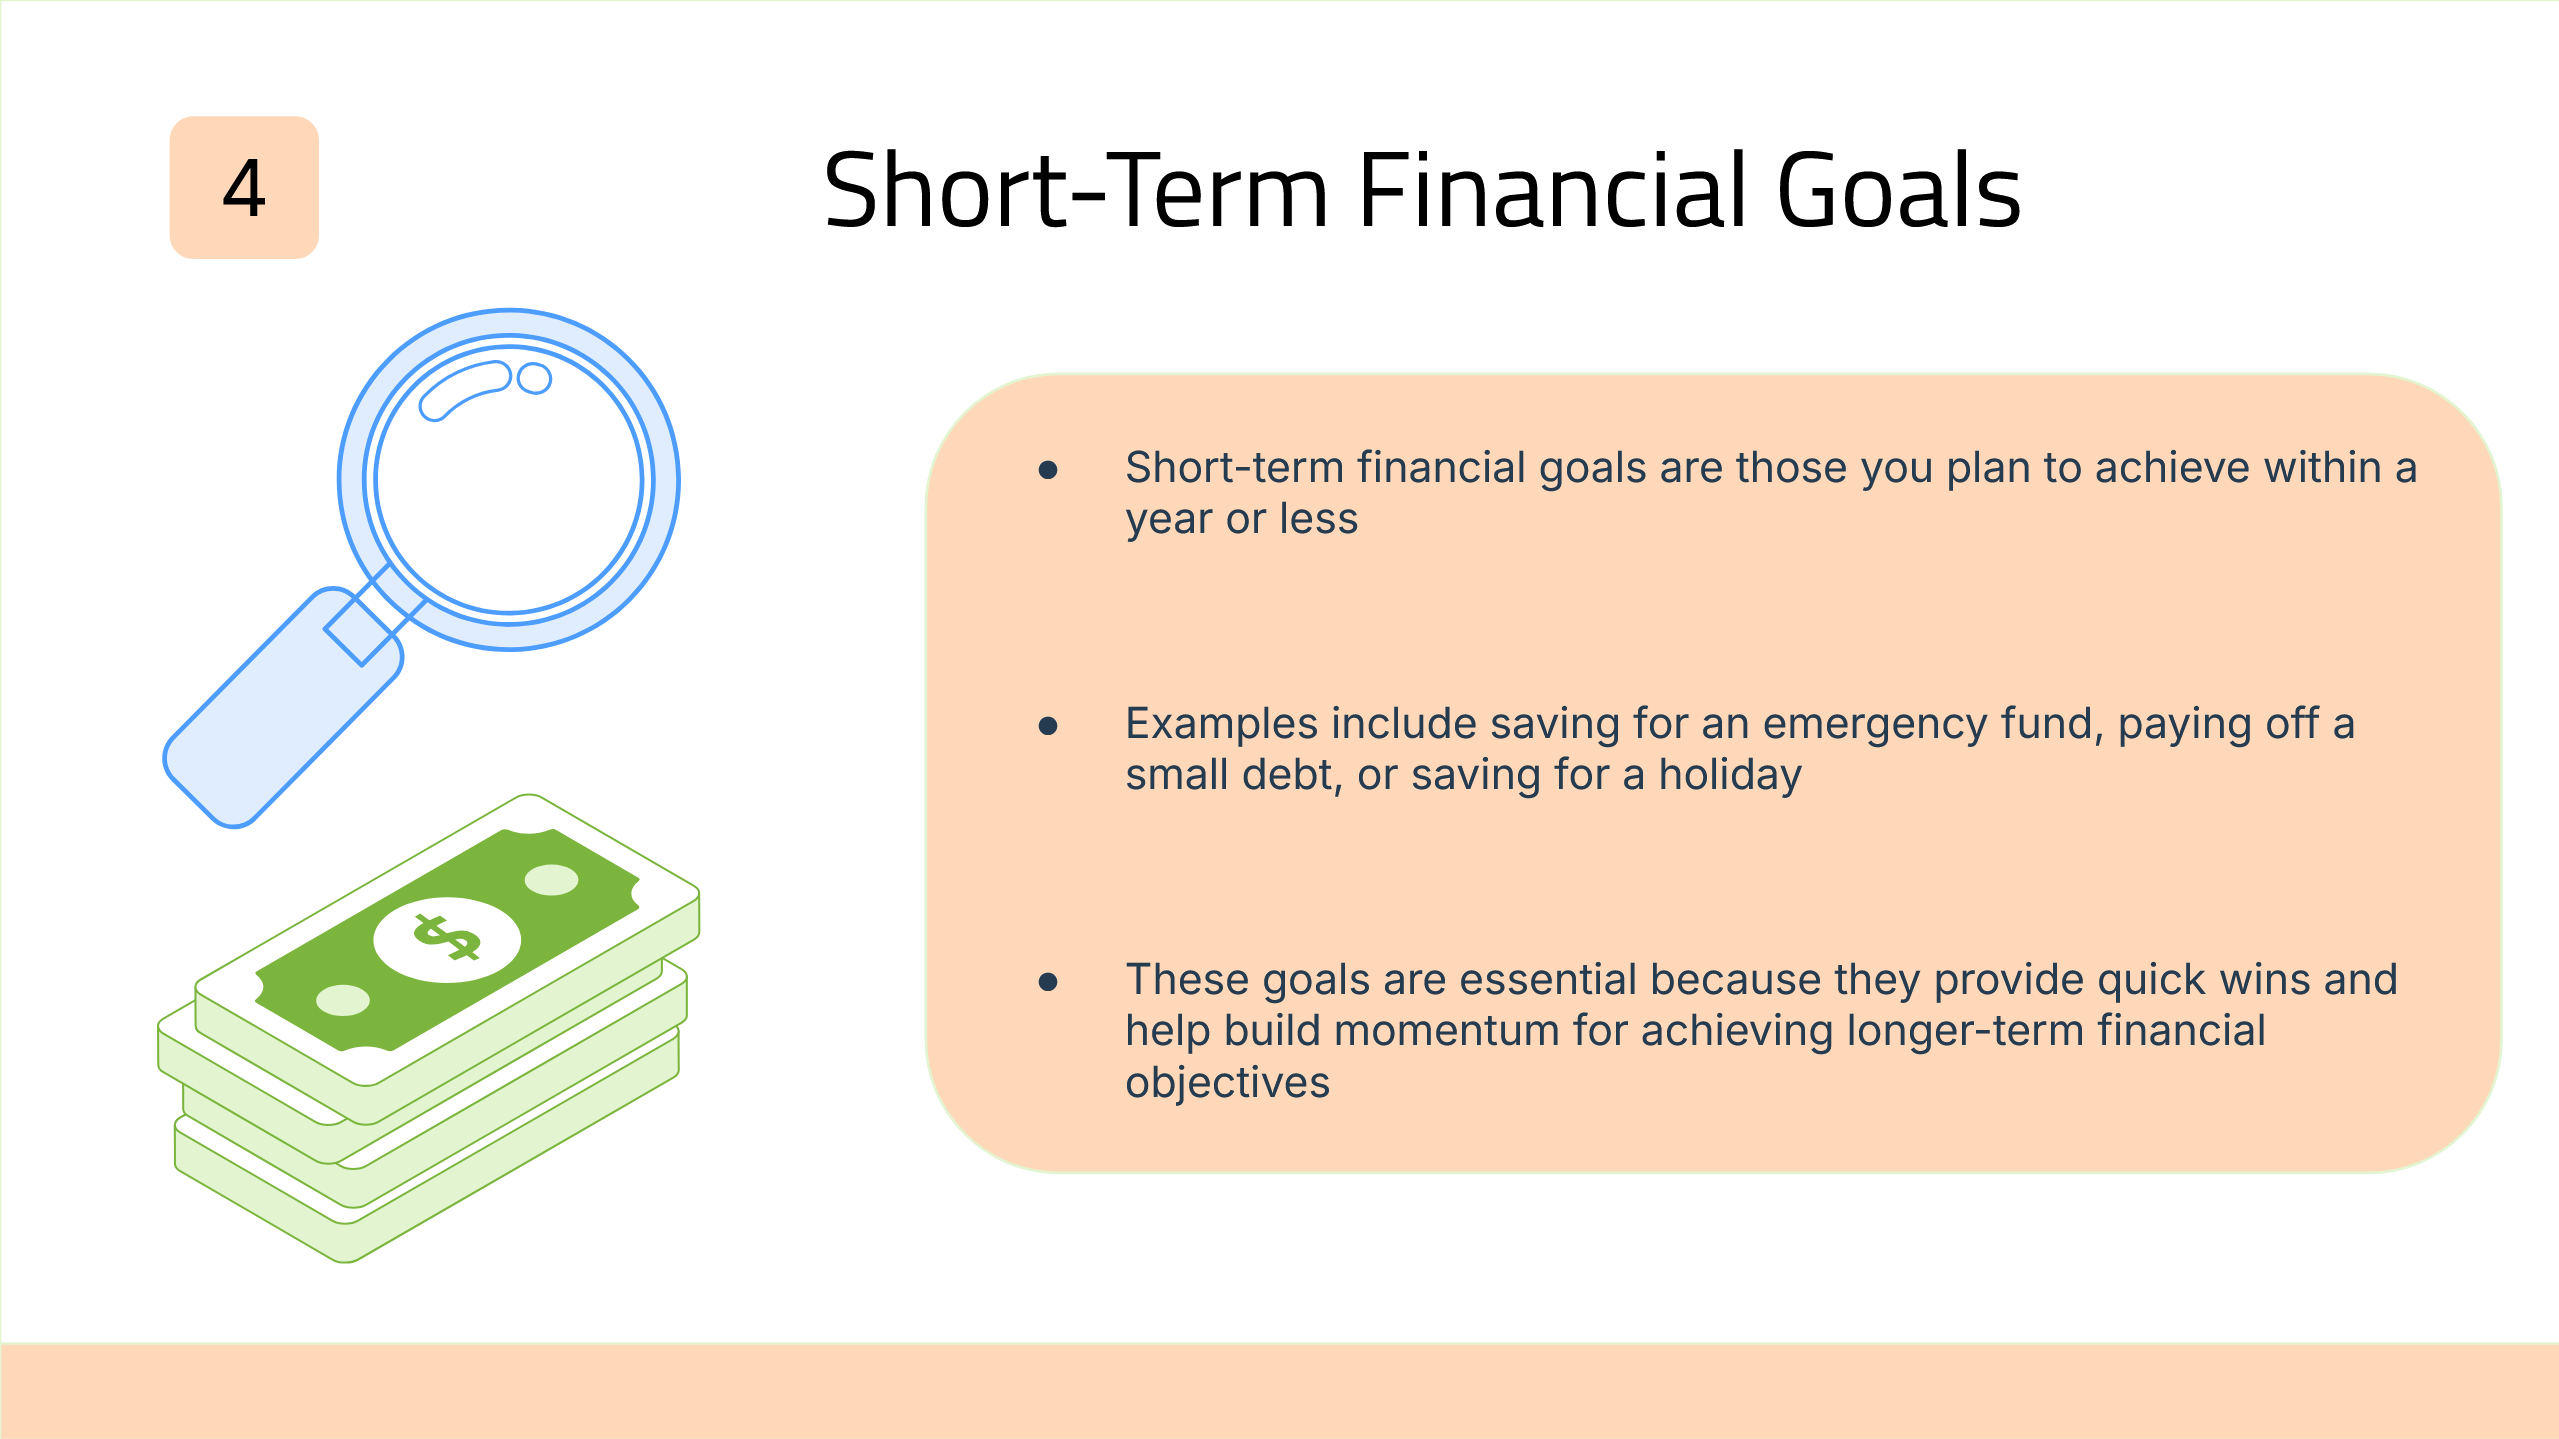 4
Short-Term Financial Goals
● Short-term financial goals are those you plan to achieve within a
year or less
● Examples include saving for an emergency fund, paying off a
small debt, or saving for a holiday
● These goals are essential because they provide quick wins and
help build momentum for achieving longer-term financial
objectives
$